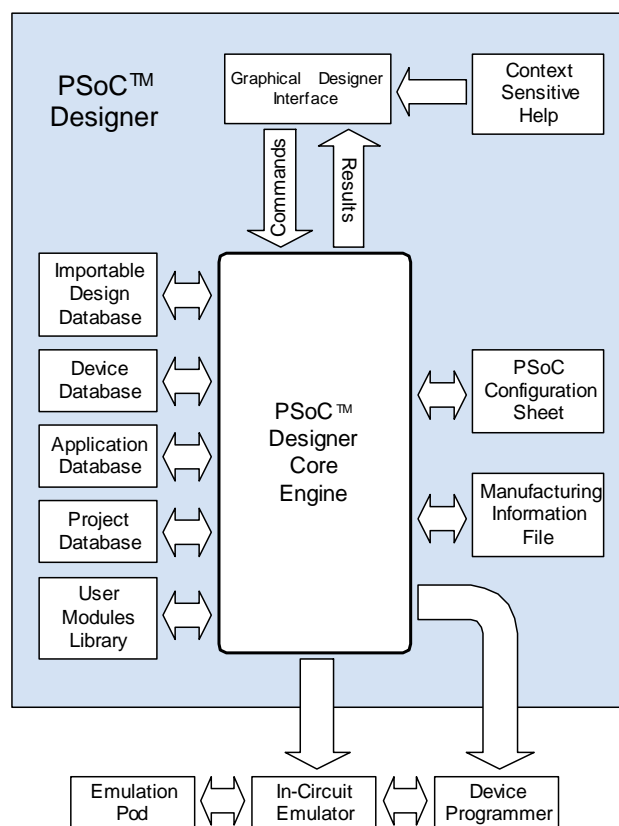 PSoC™
Designer
Graphical Designer
Interface
Context
Sensitive
Help
Commands
Results
Importable
Design
Database
Device
Database
Application
Database
Project
Database
User
Modules
Library
PSoC™
Designer
Core
Engine
PSoC
Configuration
Sheet
Manufacturing
Information
File
Emulation
Pod
In-Circuit
Emulator
Device
Programmer